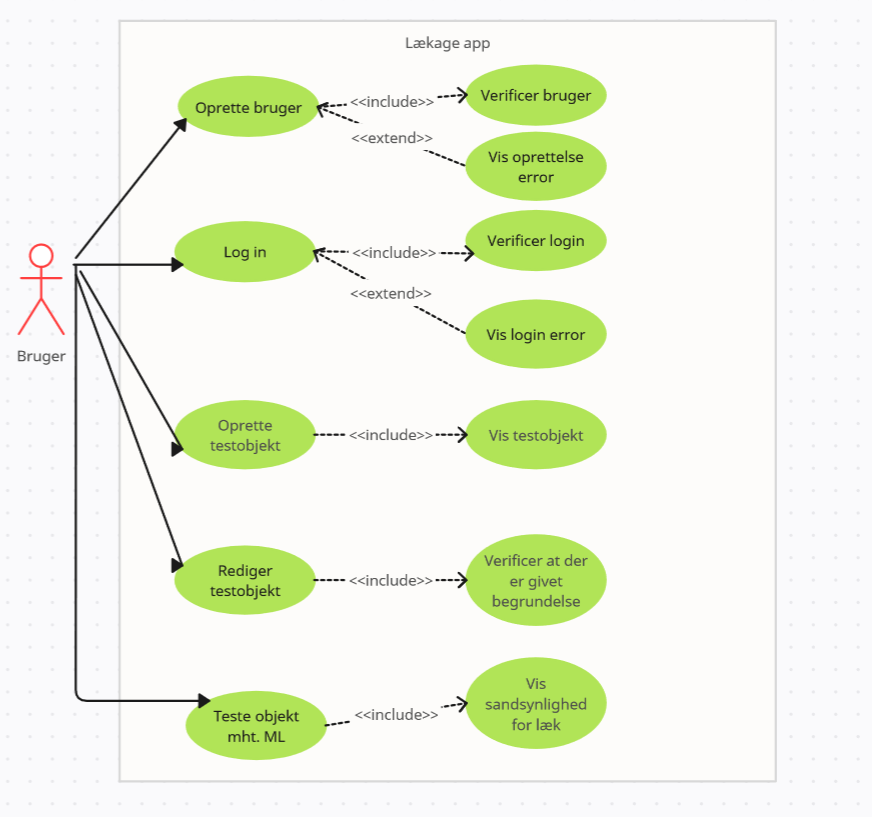 Lækage app
Oprette bruger
<<include>>
Verificer bruger
<<extend>>
Vis oprettelse
error
Log in
<<include>>
Verificer login
<<extend>>
Vis login error
Bruger
Oprette
testobjekt
<<include>>
Vis testobjekt
Rediger
testobjekt
<<include>>
Verificer at der
er givet
begrundelse
Teste objekt
mht. ML
<<include>>
Vis
sandsynlighed
for læk